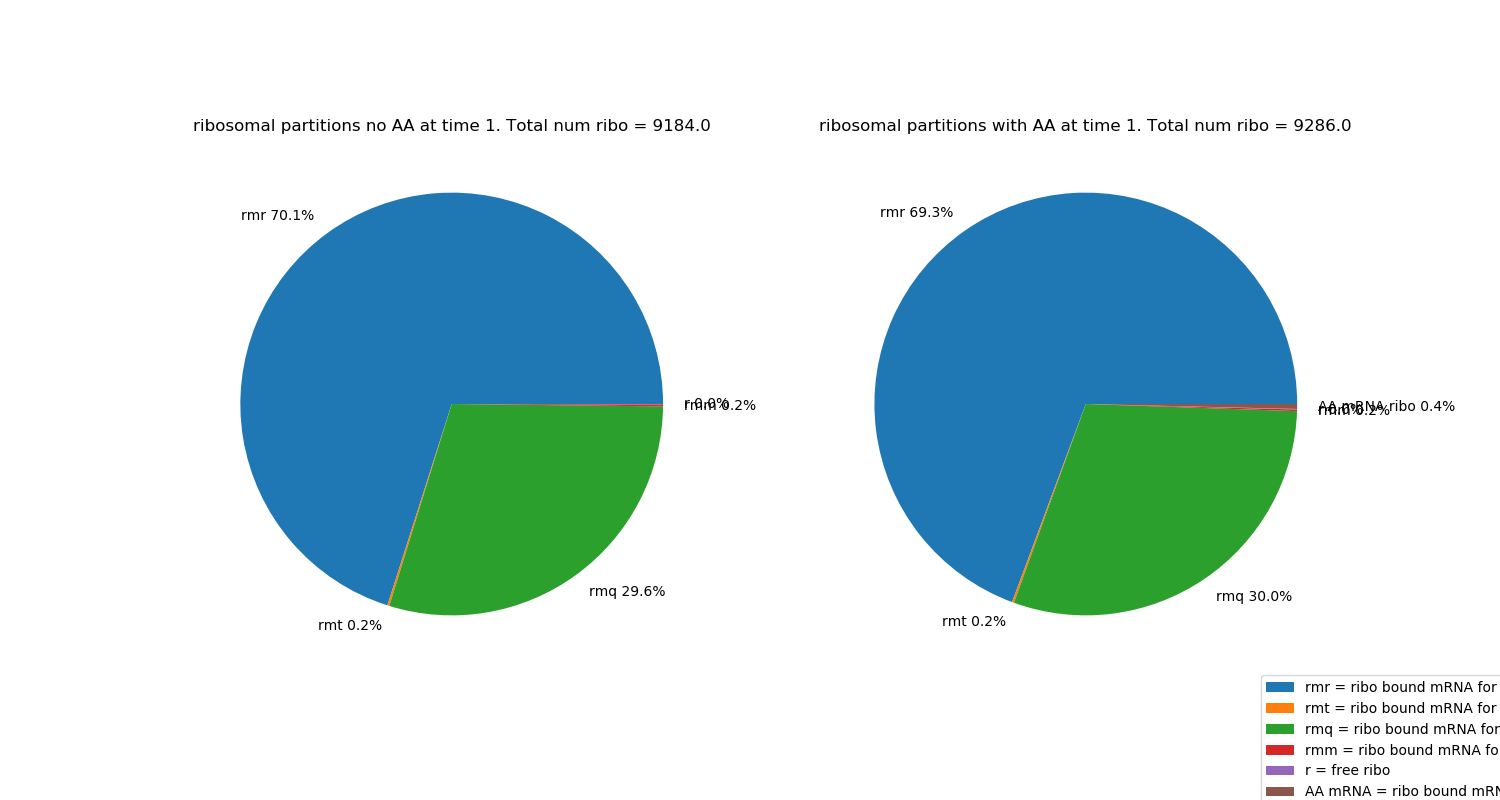 ribosomal partitions no AA at time 1. Total num ribo = 9184.0
rmr 70.1%
r 0.0%
rmm 0.2%
rmq 29.6%
rmt 0.2%
ribosomal partitions with AA at time 1. Total num ribo = 9286.0
rmr 69.3%
AA mRNA ribo 0.4%
rmm 0.2%
rmq 30.0%
rmt 0.2%
rmr = ribo bound mRNA for
rmt = ribo bound mRNA for
rmq = ribo bound mRNA for
rmm = ribo bound mRNA fo
r = free ribo
AA mRNA = ribo bound mRN